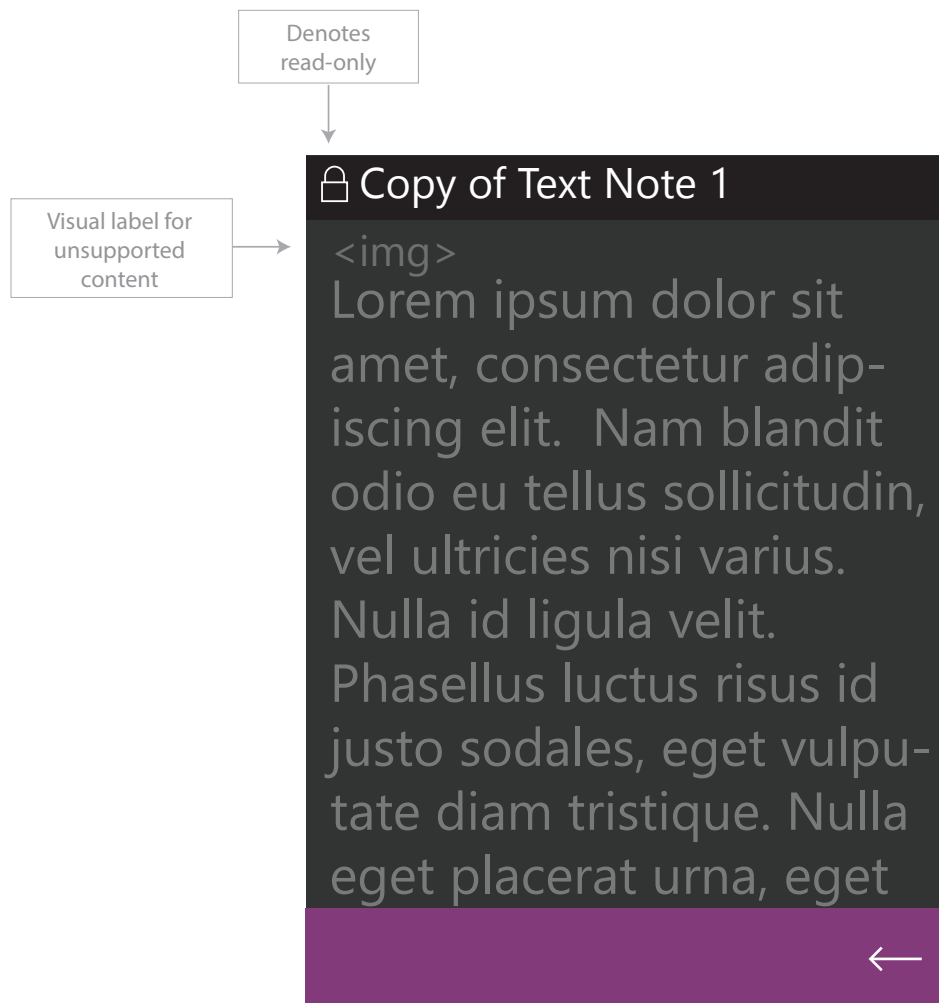 Denotes
read-only
Copy of Text Note 1
Visual label for
unsupported
content
<img>
Lorem ipsum dolor sit
amet, consectetur adip-
iscing elit.  Nam blandit
odio eu tellus sollicitudin,
vel ultricies nisi varius.
Nulla id ligula velit.
Phasellus luctus risus id
justo sodales, eget vulpu-
tate diam tristique. Nulla
eget placerat urna, eget